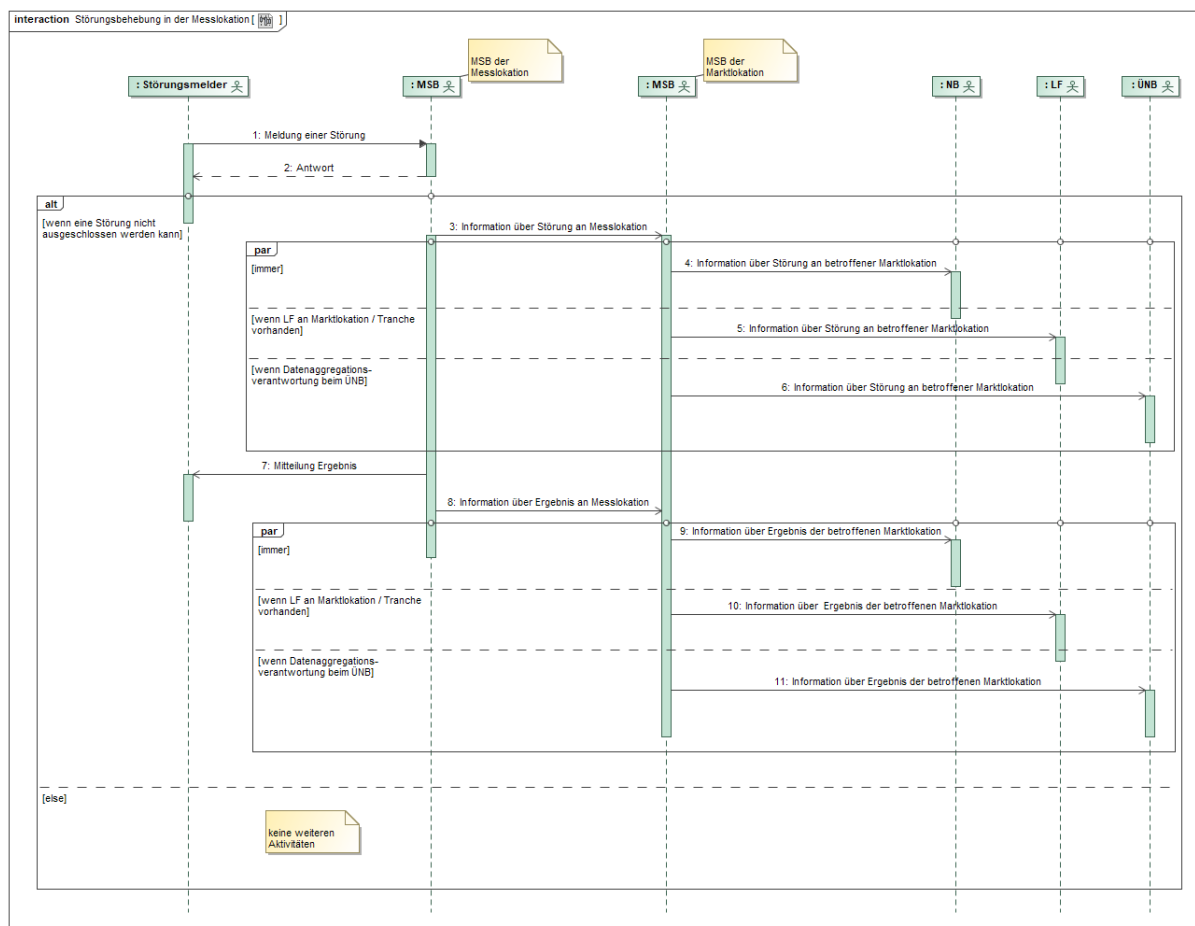 interaction Störungsbehebung in der Messlokation [ ]
MSB der
Messlokation
MSB der
Marktlokation
: Störungsmelder
: MSB
: MSB
: NB
: LF
: ÜNB
1: Meldung einer Störung
2: Antwort
alt
[wenn eine Störung nicht
ausgeschlossen werden kann]
3: Information über Störung an Messlokation
par
[immer]
4: Information über Störung an betroffener Marktlokation
[wenn LF an Marktlokation / Tranche
vorhanden]
5: Information über Störung an betroffener Marktlokation
[wenn Datenaggregations-
verantwortung beim ÜNB]
6: Information über Störung an betroffener Marktlokation
7: Mitteilung Ergebnis
8: Information über Ergebnis an Messlokation
par
[immer]
9: Information über Ergebnis der betroffenen Marktlokation
[wenn LF an Marktlokation / Tranche
vorhanden]
10: Information über Ergebnis der betroffenen Marktlokation
[wenn Datenaggregations-
verantwortung beim ÜNB]
11: Information über Ergebnis der betroffenen Marktlokation
[else]
keine weiteren
Aktivitäten